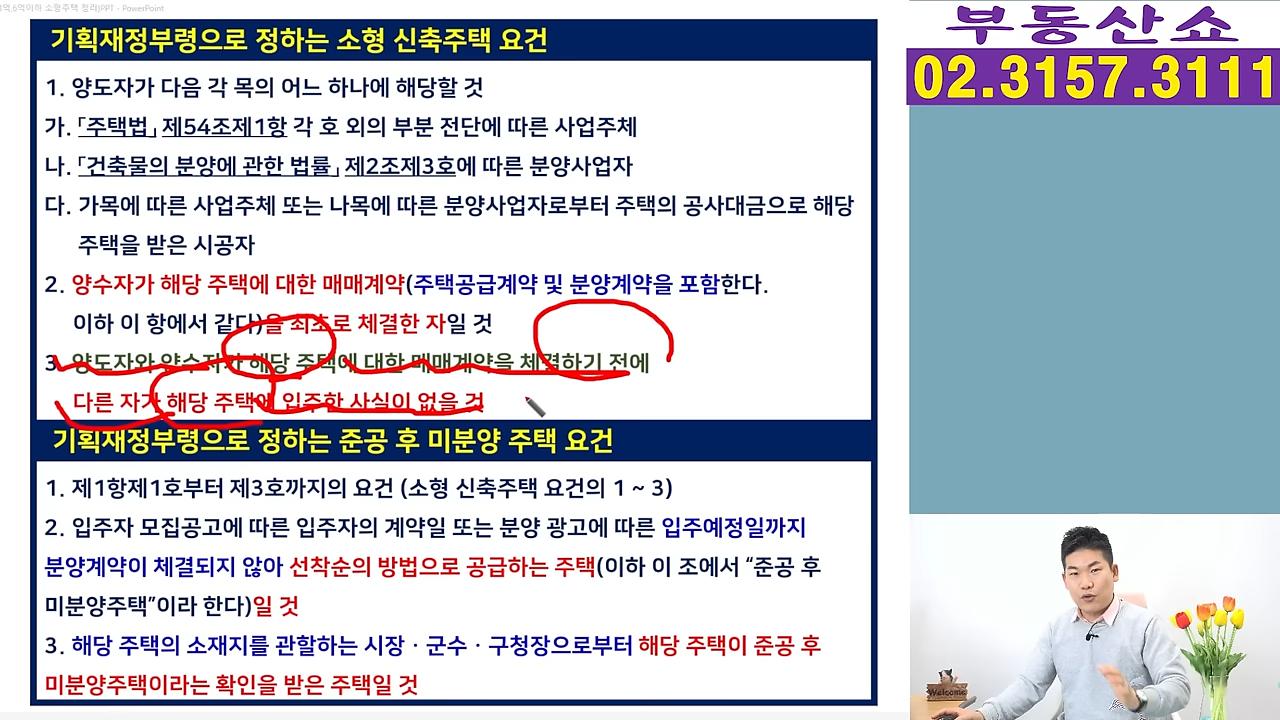 억,6억이하 소형주택 정리)PPT - PowerPoint
부동산쇼
02.3157.3111
기획재정부령으로 정하는 소형 신축주택 요건
1. 양도자가 다음 각 목의 어느 하나에 해당할 것
가. 「주택법」 제54조제1항 각 호 외의 부분 전단에 따른 사업주체
나. 「건축물의 분양에 관한 법률」 제2조제3호에 따른 분양사업자
다. 가목에 따른 사업주체 또는 나목에 따른 분양사업자로부터 주택의 공사대금으로 해당
주택을 받은 시공자
2. 양수자가 해당 주택에 대한 매매계약(주택공급계약 및 분양계약을 포함한다.
이하 이 항에서 같다)을 최초로 체결한 자일 것
3. 양도자와 양수자가 해당 주택에 대한 매매계약을 체결하기 전에
다른 자가 해당 주택에 입주한 사실이 없을 것
기획재정부령으로 정하는 준공 후 미분양 주택 요건
1. 제1항제1호부터 제3호까지의 요건 (소형 신축주택 요건의 1 ~ 3)
2. 입주자 모집공고에 따른 입주자의 계약일 또는 분양 광고에 따른 입주예정일까지
분양계약이 체결되지 않아 선착순의 방법으로 공급하는 주택(이하 이 조에서 “준공 후
미분양주택”이라 한다)일 것
3. 해당 주택의 소재지를 관할하는 시장 · 군수 · 구청장으로부터 해당 주택이 준공 후
미분양주택이라는 확인을 받은 주택일 것
Welcome